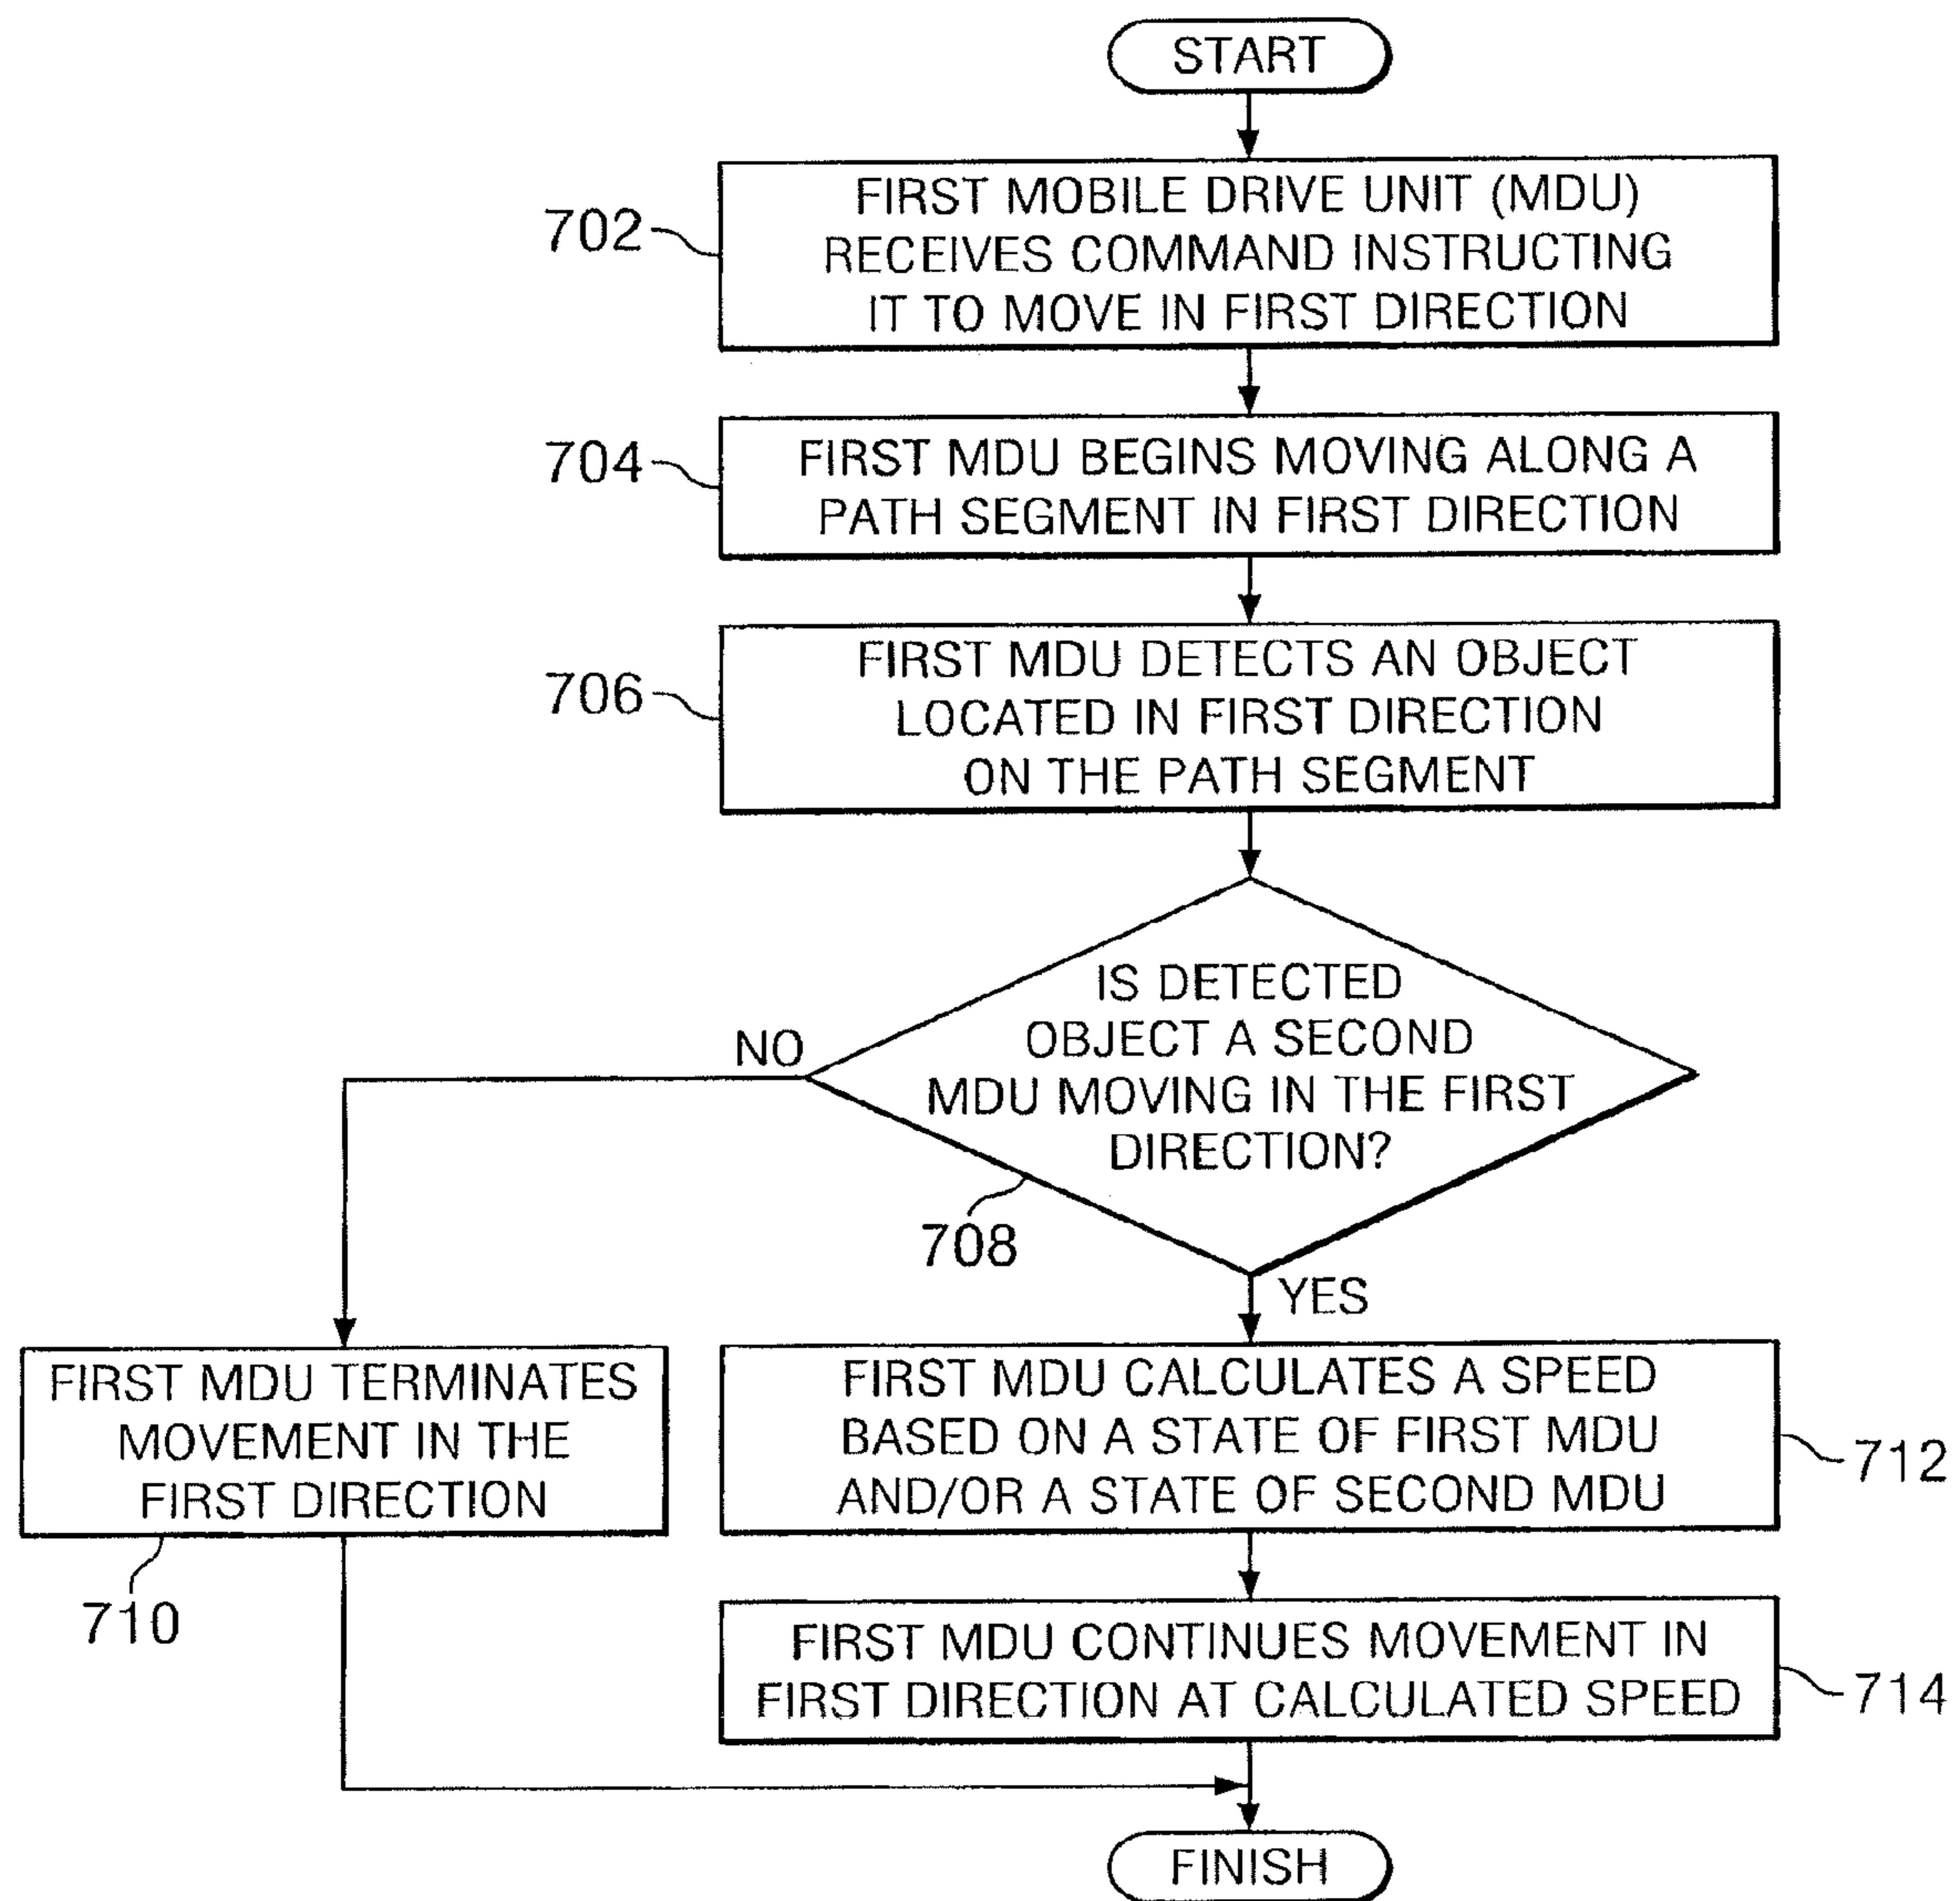 START
702
FIRST MOBILE DRIVE UNIT (MDU)
RECEIVES COMMAND INSTRUCTING
IT TO MOVE IN FIRST DIRECTION
704
FIRST MDU BEGINS MOVING ALONG A
PATH SEGMENT IN FIRST DIRECTION
706
FIRST MDU DETECTS AN OBJECT
LOCATED IN FIRST DIRECTION
ON THE PATH SEGMENT
IS DETECTED
OBJECT A SECOND
MDU MOVING IN THE FIRST
DIRECTION?
708
NO
YES
FIRST MDU TERMINATES
MOVEMENT IN THE
FIRST DIRECTION
710
FIRST MDU CALCULATES A SPEED
BASED ON A STATE OF FIRST MDU
AND/OR A STATE OF SECOND MDU
712
FIRST MDU CONTINUES MOVEMENT IN
FIRST DIRECTION AT CALCULATED SPEED
714
FINISH